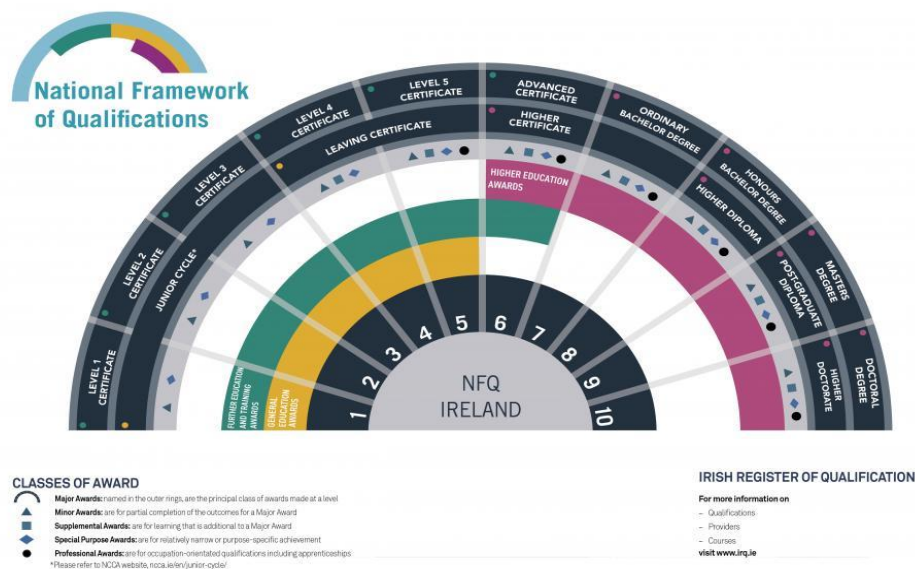 National Framework
of Qualifications
LEVEL 1
CERTIFICATE
LEVEL 2
CERTIFICATE
LEVEL 3
CERTIFICATE
LEVEL 4
CERTIFICATE
LEVEL 5
CERTIFICATE
ADVANCED
CERTIFICATE
ORDINARY
BACHELOR DEGREE
HONOURS
BACHELOR DEGREE
MASTERS
DEGREE
DOCTORAL
DEGREE
JUNIOR CYCLE*
LEAVING CERTIFICATE
HIGHER
CERTIFICATE
HIGHER DIPLOMA
POST-GRADUATE
DIPLOMA
HIGHER
DOCTORATE
HIGHER EDUCATION
AWARDS
FURTHER EDUCATION
AND TRAINING
AWARDS
GENERAL
EDUCATION
AWARDS
1
2
3
4
5
6
7
8
9
10
NFQ
IRELAND
CLASSES OF AWARD
Major Awards: named in the outer rings, are the principal class of awards made at a level
Minor Awards: are for partial completion of the outcomes for a Major Award
Supplemental Awards: are for learning that is additional to a Major Award
Special Purpose Awards: are for relatively narrow or purpose-specific achievement
Professional Awards: are for occupation-orientated qualifications including apprenticeships
*Please refer to NCCA website, ncca.ie/en/junior-cycle/
IRISH REGISTER OF QUALIFICATION
For more information on
– Qualifications
– Providers
– Courses
visit www.irq.ie